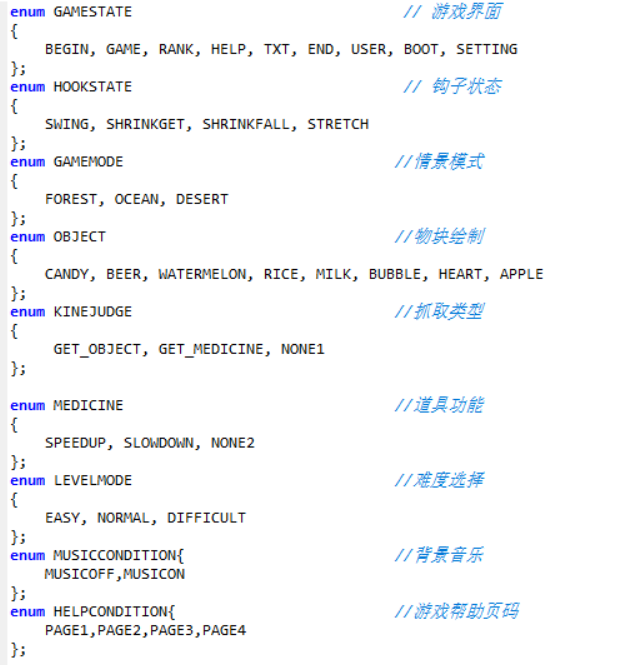 enum GAMESTATE // 游戏界面
{
BEGIN, GAME, RANK, HELP, TXT, END, USER, BOOT, SETTING
};
enum HOOKSTATE // 钩子状态
{
SWING, SHRINKGET, SHRINKFALL, STRETCH
};
enum GAMEMODE //情景模式
{
FOREST, OCEAN, DESERT
};
enum OBJECT //物块绘制
{
CANDY, BEER, WATERMELON, RICE, MILK, BUBBLE, HEART, APPLE
};
enum KINEJUDGE //抓取类型
{
GET_OBJECT, GET_MEDICINE, NONE1
};
enum MEDICINE //道具功能
{
SPEEDUP, SLOWDOWN, NONE2
};
enum LEVELMODE //难度选择
{
EASY, NORMAL, DIFFICULT
};
enum MUSICCONDITION{ //背景音乐
MUSICOFF,MUSICON
};
enum HELPCONDITION{ //游戏帮助页码
PAGE1,PAGE2,PAGE3,PAGE4
};